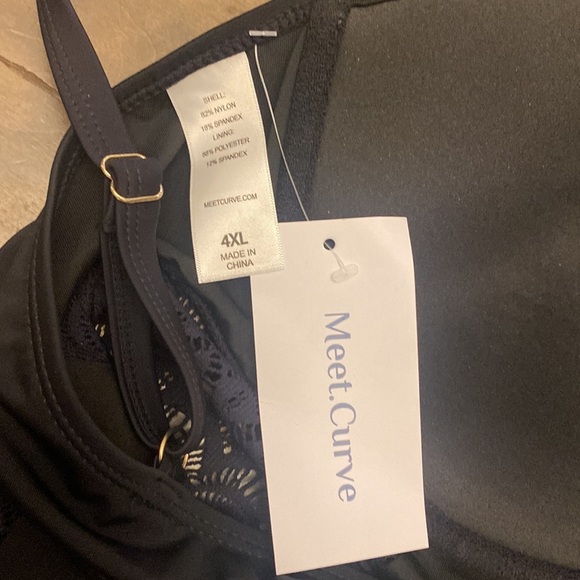 SHELL:
82% NYLON
18% SPANDEX
LINING:
88% POLYESTER
12% SPANDEX
MEETCURVE.COM
4XL
MADE IN
CHINA
Meet.Curve